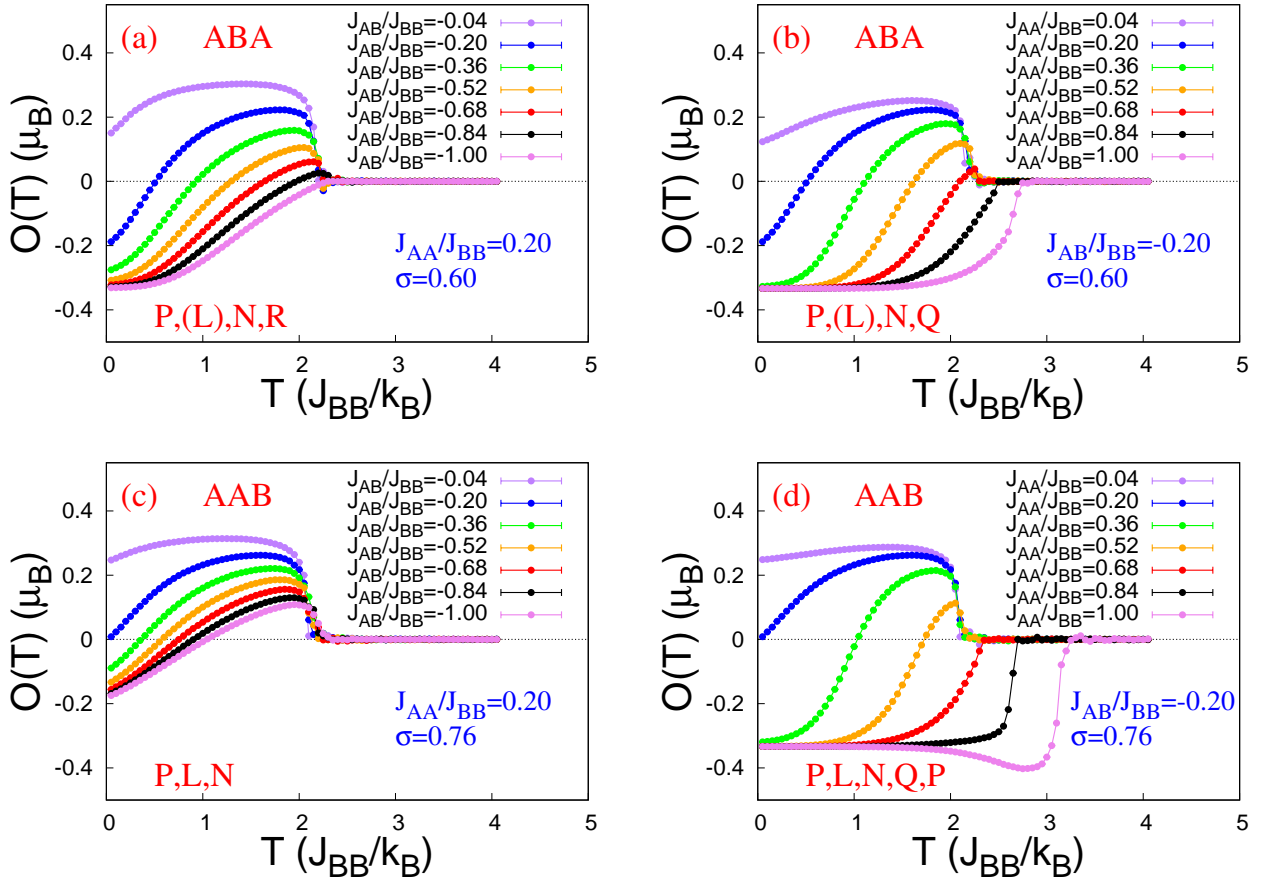 (a) ABA
J_AB/J_BB=-0.04
J_AB/J_BB=-0.20
J_AB/J_BB=-0.36
J_AB/J_BB=-0.52
J_AB/J_BB=-0.68
J_AB/J_BB=-0.84
J_AB/J_BB=-1.00
J_AA/J_BB=0.20
σ=0.60
P,(L),N,R
O(T) (μ_B)
0.4
0.2
0
-0.2
-0.4
0 1 2 3 4 5
T (J_BB/k_B)
(b) ABA
J_AA/J_BB=0.04
J_AA/J_BB=0.20
J_AA/J_BB=0.36
J_AA/J_BB=0.52
J_AA/J_BB=0.68
J_AA/J_BB=0.84
J_AA/J_BB=1.00
J_AB/J_BB=-0.20
σ=0.60
P,(L),N,Q
O(T) (μ_B)
0.4
0.2
0
-0.2
-0.4
0 1 2 3 4 5
T (J_BB/k_B)
(c) AAB
J_AB/J_BB=-0.04
J_AB/J_BB=-0.20
J_AB/J_BB=-0.36
J_AB/J_BB=-0.52
J_AB/J_BB=-0.68
J_AB/J_BB=-0.84
J_AB/J_BB=-1.00
J_AA/J_BB=0.20
σ=0.76
P,L,N
O(T) (μ_B)
0.4
0.2
0
-0.2
-0.4
0 1 2 3 4 5
T (J_BB/k_B)
(d) AAB
J_AA/J_BB=0.04
J_AA/J_BB=0.20
J_AA/J_BB=0.36
J_AA/J_BB=0.52
J_AA/J_BB=0.68
J_AA/J_BB=0.84
J_AA/J_BB=1.00
J_AB/J_BB=-0.20
σ=0.76
P,L,N,Q,P
O(T) (μ_B)
0.4
0.2
0
-0.2
-0.4
0 1 2 3 4 5
T (J_BB/k_B)